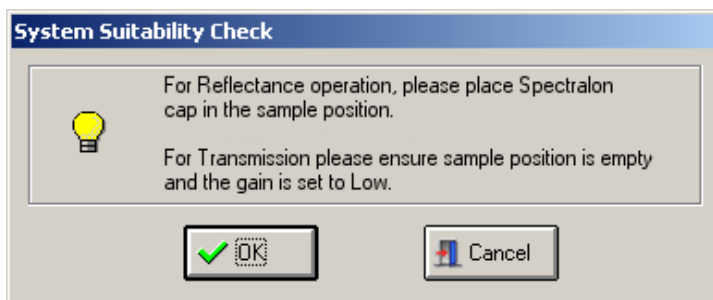 System Suitability Check
For Reflectance operation, please place Spectralon
cap in the sample position.
For Transmission please ensure sample position is empty
and the gain is set to Low.
OK
Cancel